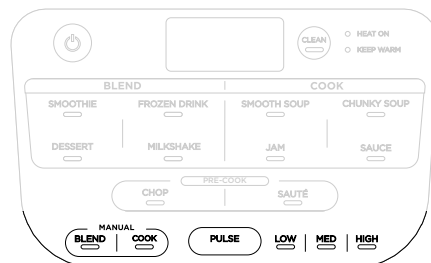 CLEAN
HEAT ON
KEEP WARM
BLEND COOK
SMOOTHIE FROZEN DRINK SMOOTH SOUP CHUNKY SOUP
DESSERT MILKSHAKE JAM SAUCE
PRE-COOK
CHOP SAUTÉ
MANUAL
BLEND COOK PULSE LOW MED HIGH